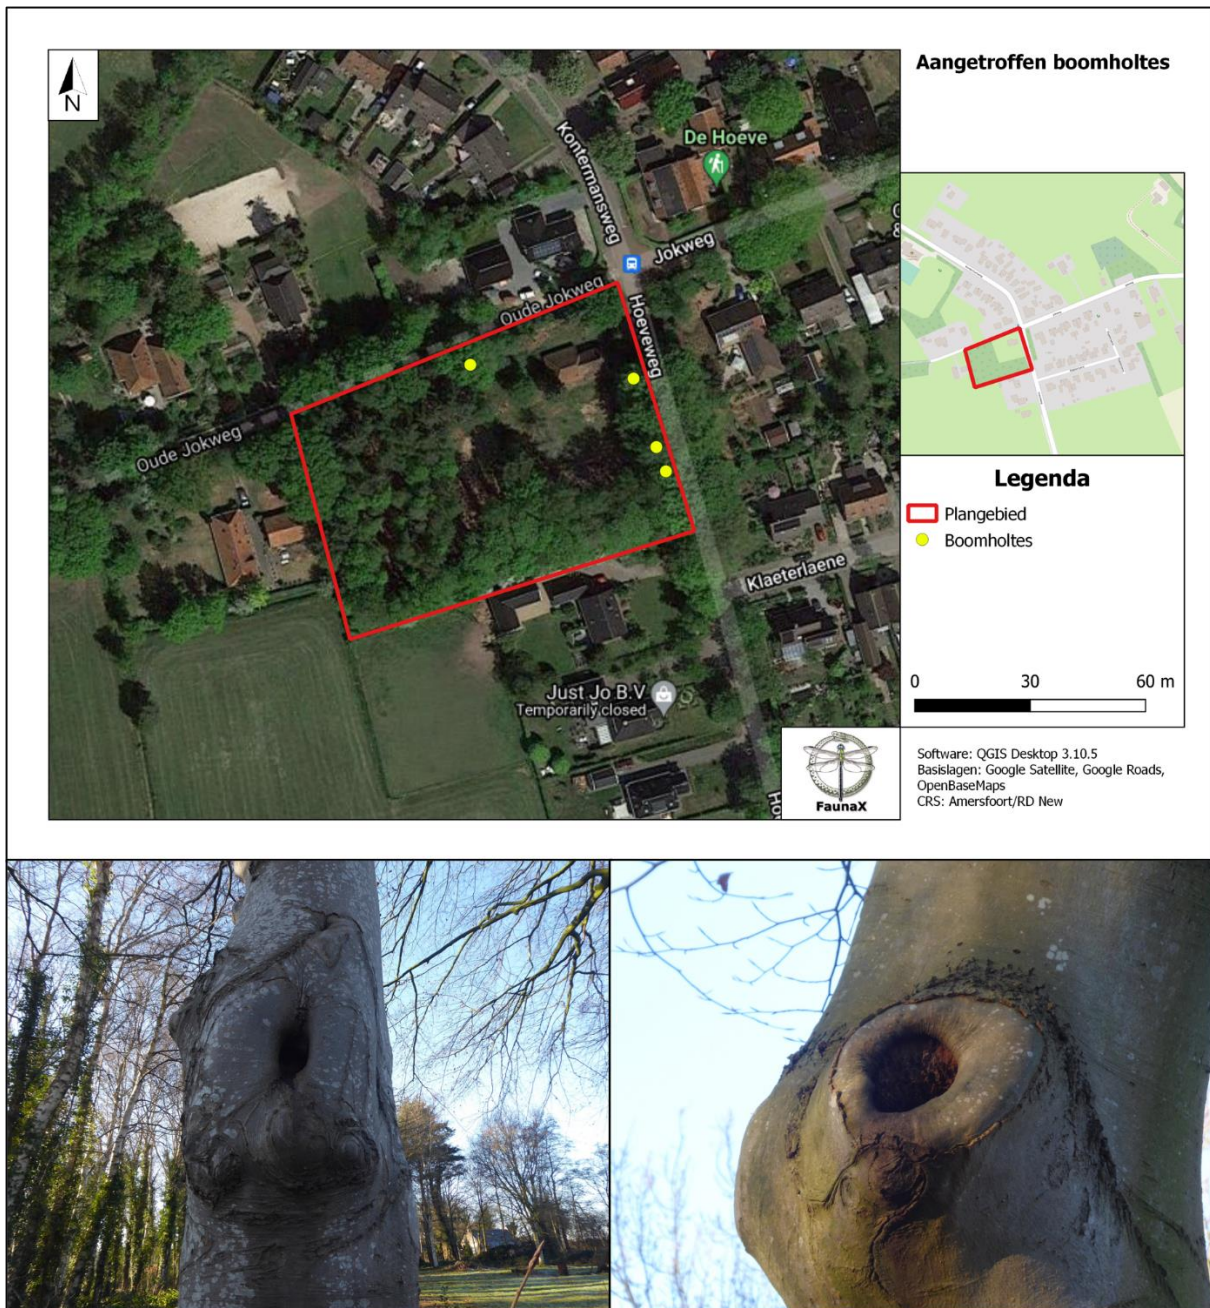 Aangetroffen boomholtes
N
Kontermansweg
De Hoeve
Jokweg
Oude Jokweg
Hoeveweg
Oude Jokweg
Klaeterlaene
Just Jo B.V
Temporarily closed
Legenda
Plangebied
Boomholtes
0 30 60 m
FaunaX
Software: QGIS Desktop 3.10.5
Basislagen: Google Satellite, Google Roads,
OpenBaseMaps
CRS: Amersfoort/RD New